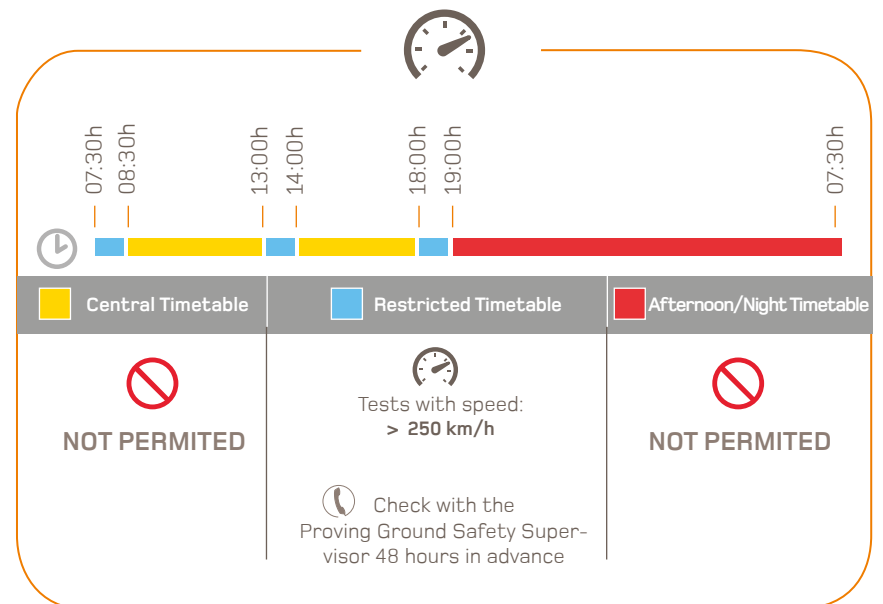 07:30h
08:30h
13:00h
14:00h
18:00h
19:00h
07:30h
Central Timetable
Restricted Timetable
Afternoon/Night Timetable
NOT PERMITED
Tests with speed:
> 250 km/h
Check with the
Proving Ground Safety Super-
visor 48 hours in advance
NOT PERMITED